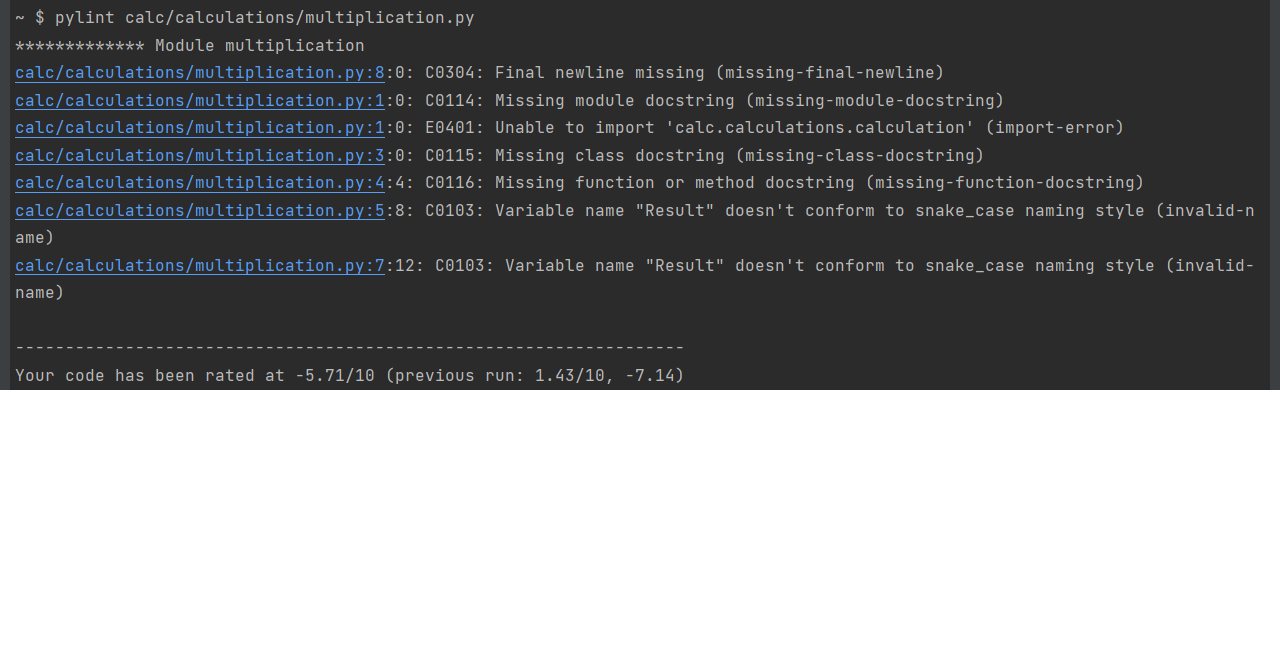 ~ $ pylint calc/calculations/multiplication.py
************* Module multiplication
calc/calculations/multiplication.py:8:0: C0304: Final newline missing (missing-final-newline)
calc/calculations/multiplication.py:1:0: C0114: Missing module docstring (missing-module-docstring)
calc/calculations/multiplication.py:1:0: E0401: Unable to import 'calc.calculations.calculation' (import-error)
calc/calculations/multiplication.py:3:0: C0115: Missing class docstring (missing-class-docstring)
calc/calculations/multiplication.py:4:4: C0116: Missing function or method docstring (missing-function-docstring)
calc/calculations/multiplication.py:5:8: C0103: Variable name "Result" doesn't conform to snake_case naming style (invalid-n
ame)
calc/calculations/multiplication.py:7:12: C0103: Variable name "Result" doesn't conform to snake_case naming style (invalid-
name)
-------------------------------------------------------------------
Your code has been rated at -5.71/10 (previous run: 1.43/10, -7.14)